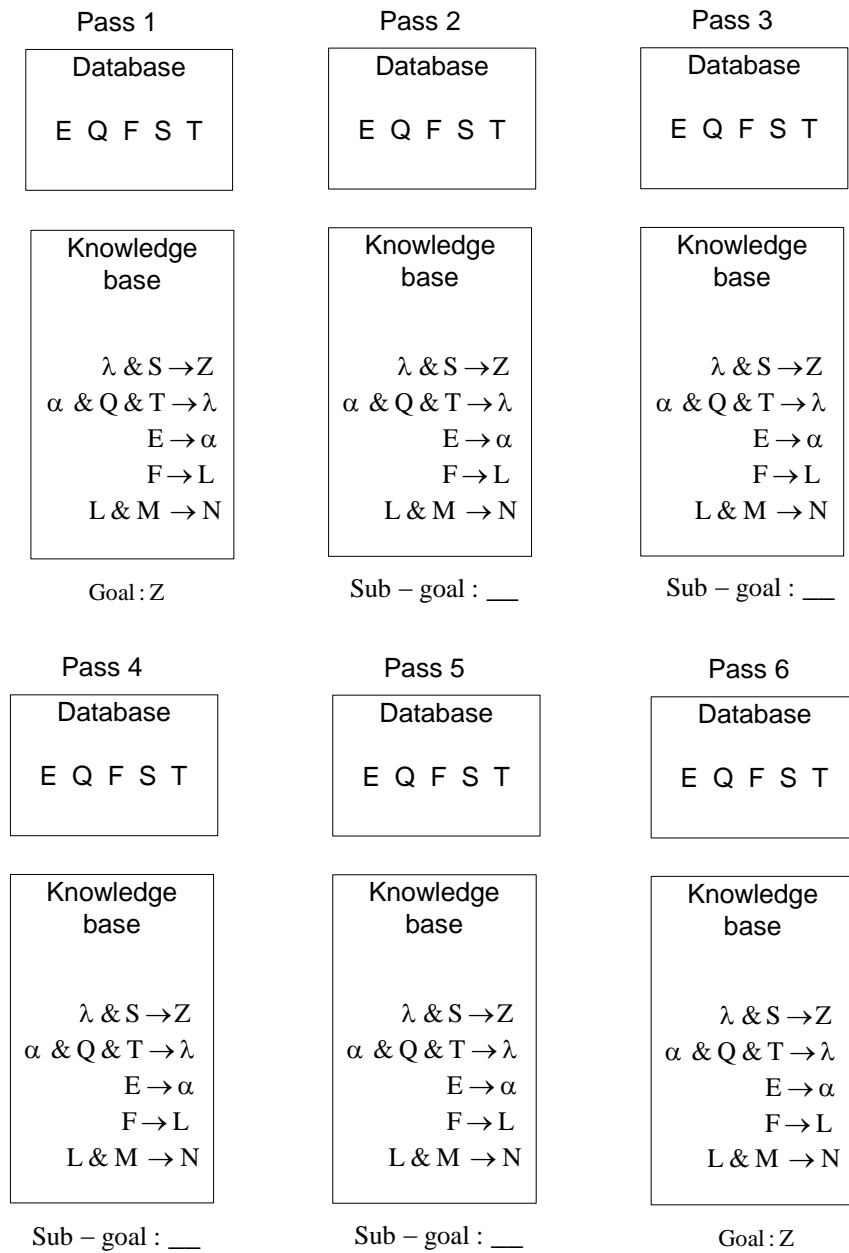 Pass 1
Database
E Q F S T
Knowledge
base
λ & S → Z
α & Q & T → λ
E → α
F → L
L & M → N
Goal : Z
Pass 2
Database
E Q F S T
Knowledge
base
λ & S → Z
α & Q & T → λ
E → α
F → L
L & M → N
Sub – goal : __
Pass 3
Database
E Q F S T
Knowledge
base
λ & S → Z
α & Q & T → λ
E → α
F → L
L & M → N
Sub – goal : __
Pass 4
Database
E Q F S T
Knowledge
base
λ & S → Z
α & Q & T → λ
E → α
F → L
L & M → N
Sub – goal : __
Pass 5
Database
E Q F S T
Knowledge
base
λ & S → Z
α & Q & T → λ
E → α
F → L
L & M → N
Sub – goal : __
Pass 6
Database
E Q F S T
Knowledge
base
λ & S → Z
α & Q & T → λ
E → α
F → L
L & M → N
Goal : Z